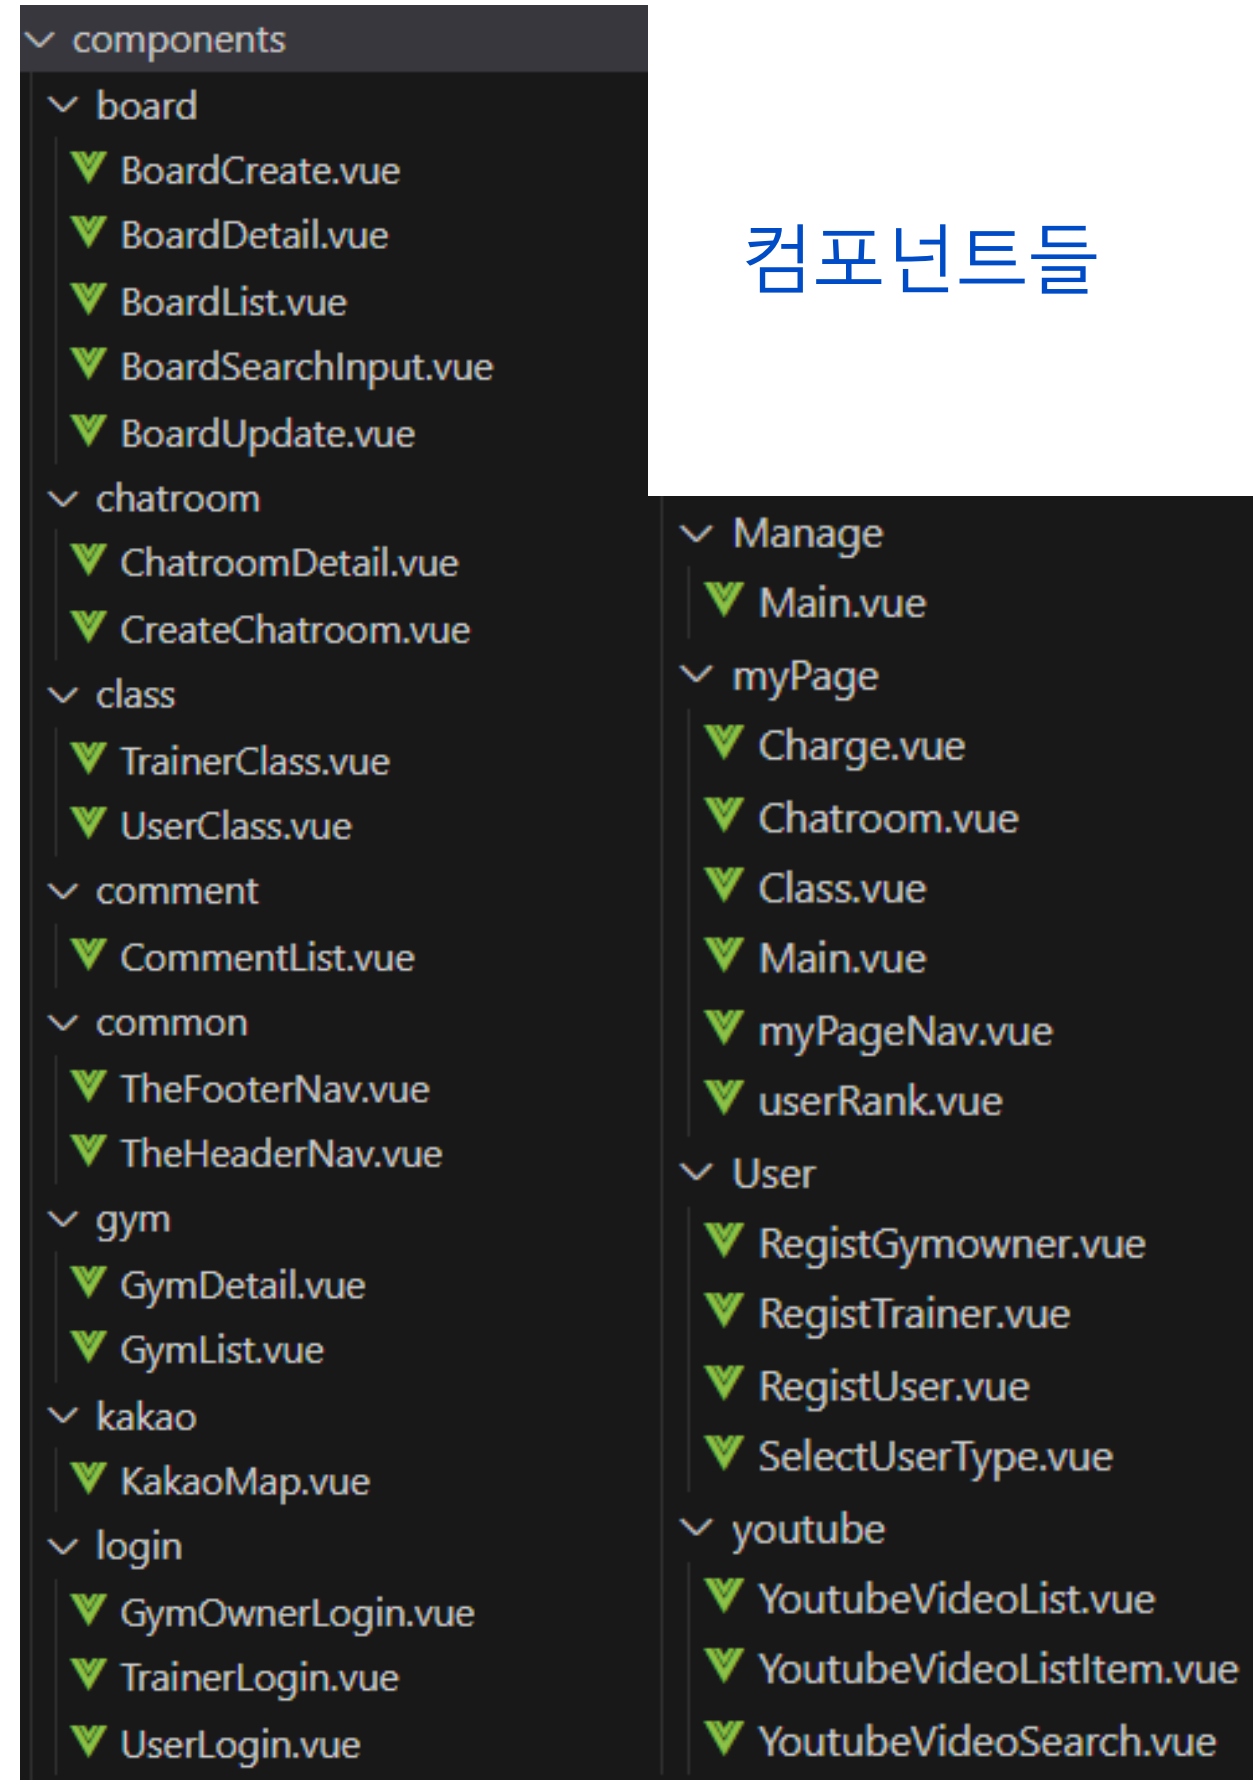 components
board
BoardCreate.vue
BoardDetail.vue
BoardList.vue
BoardSearchInput.vue
BoardUpdate.vue
chatroom
ChatroomDetail.vue
CreateChatroom.vue
class
TrainerClass.vue
UserClass.vue
comment
CommentList.vue
common
TheFooterNav.vue
TheHeaderNav.vue
gym
GymDetail.vue
GymList.vue
kakao
KakaoMap.vue
login
GymOwnerLogin.vue
TrainerLogin.vue
UserLogin.vue
컴포넌트들
Manage
Main.vue
myPage
Charge.vue
Chatroom.vue
Class.vue
Main.vue
myPageNav.vue
userRank.vue
User
RegistGymowner.vue
RegistTrainer.vue
RegistUser.vue
SelectUserType.vue
youtube
YoutubeVideoList.vue
YoutubeVideoListItem.vue
YoutubeVideoSearch.vue